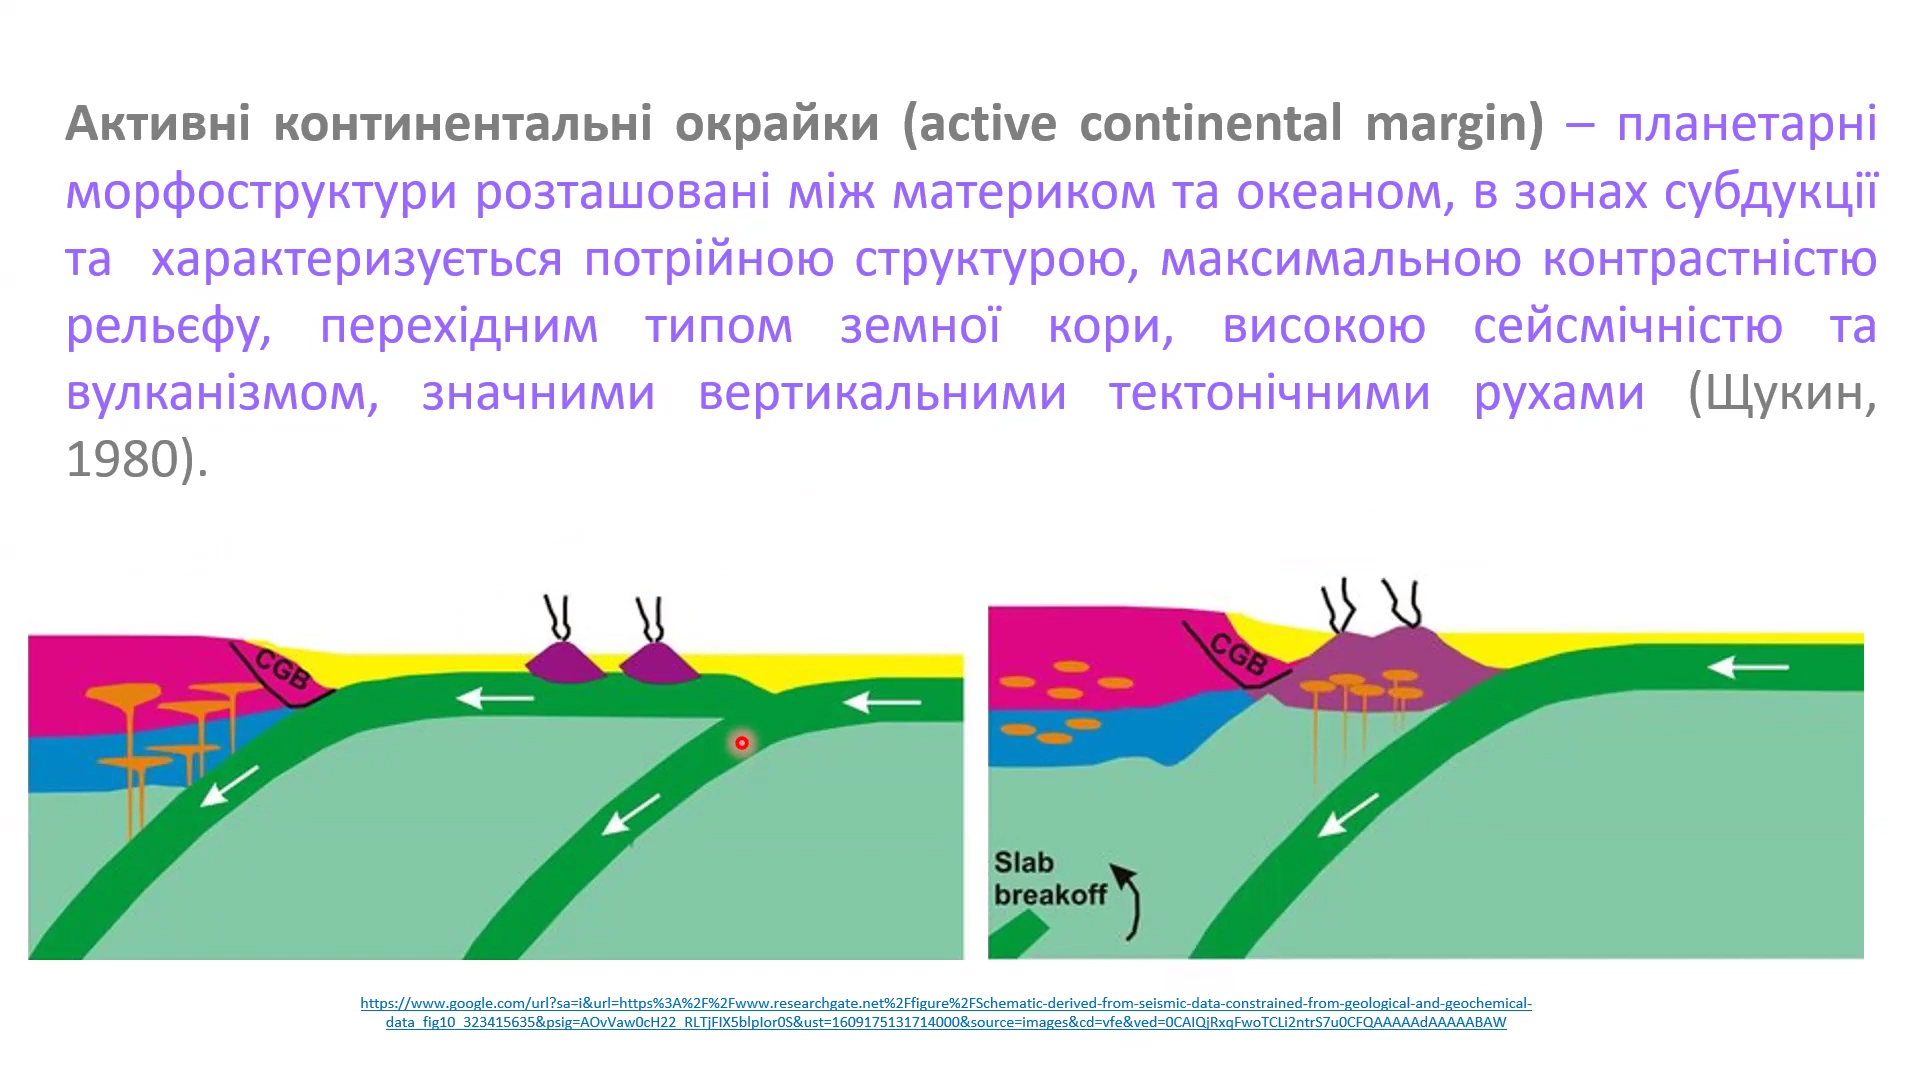 Активні континентальні окрайки (active continental margin) – планетарні
морфоструктури розташовані між материком та океаном, в зонах субдукції
та характеризується потрійною структурою, максимальною контрастністю
рельєфу, перехідним типом земної кори, високою сейсмічністю та
вулканізмом, значними вертикальними тектонічними рухами (Щукин,
1980).
CGB
CGB
Slab
breakoff
https://www.google.com/url?sa=i&url=https%3A%2F%2Fwww.researchgate.net%2Ffigure%2FSchematic-derived-from-seismic-data-constrained-from-geological-and-geochemical-
data_fig10_323415635&psig=AOvVaw0cH22_RLTjFIX5blpIor0S&ust=1609175131714000&source=images&cd=vfe&ved=0CAIQjRxqFwoTCLi2ntrS7u0CFQAAAAAdAAAAABAW